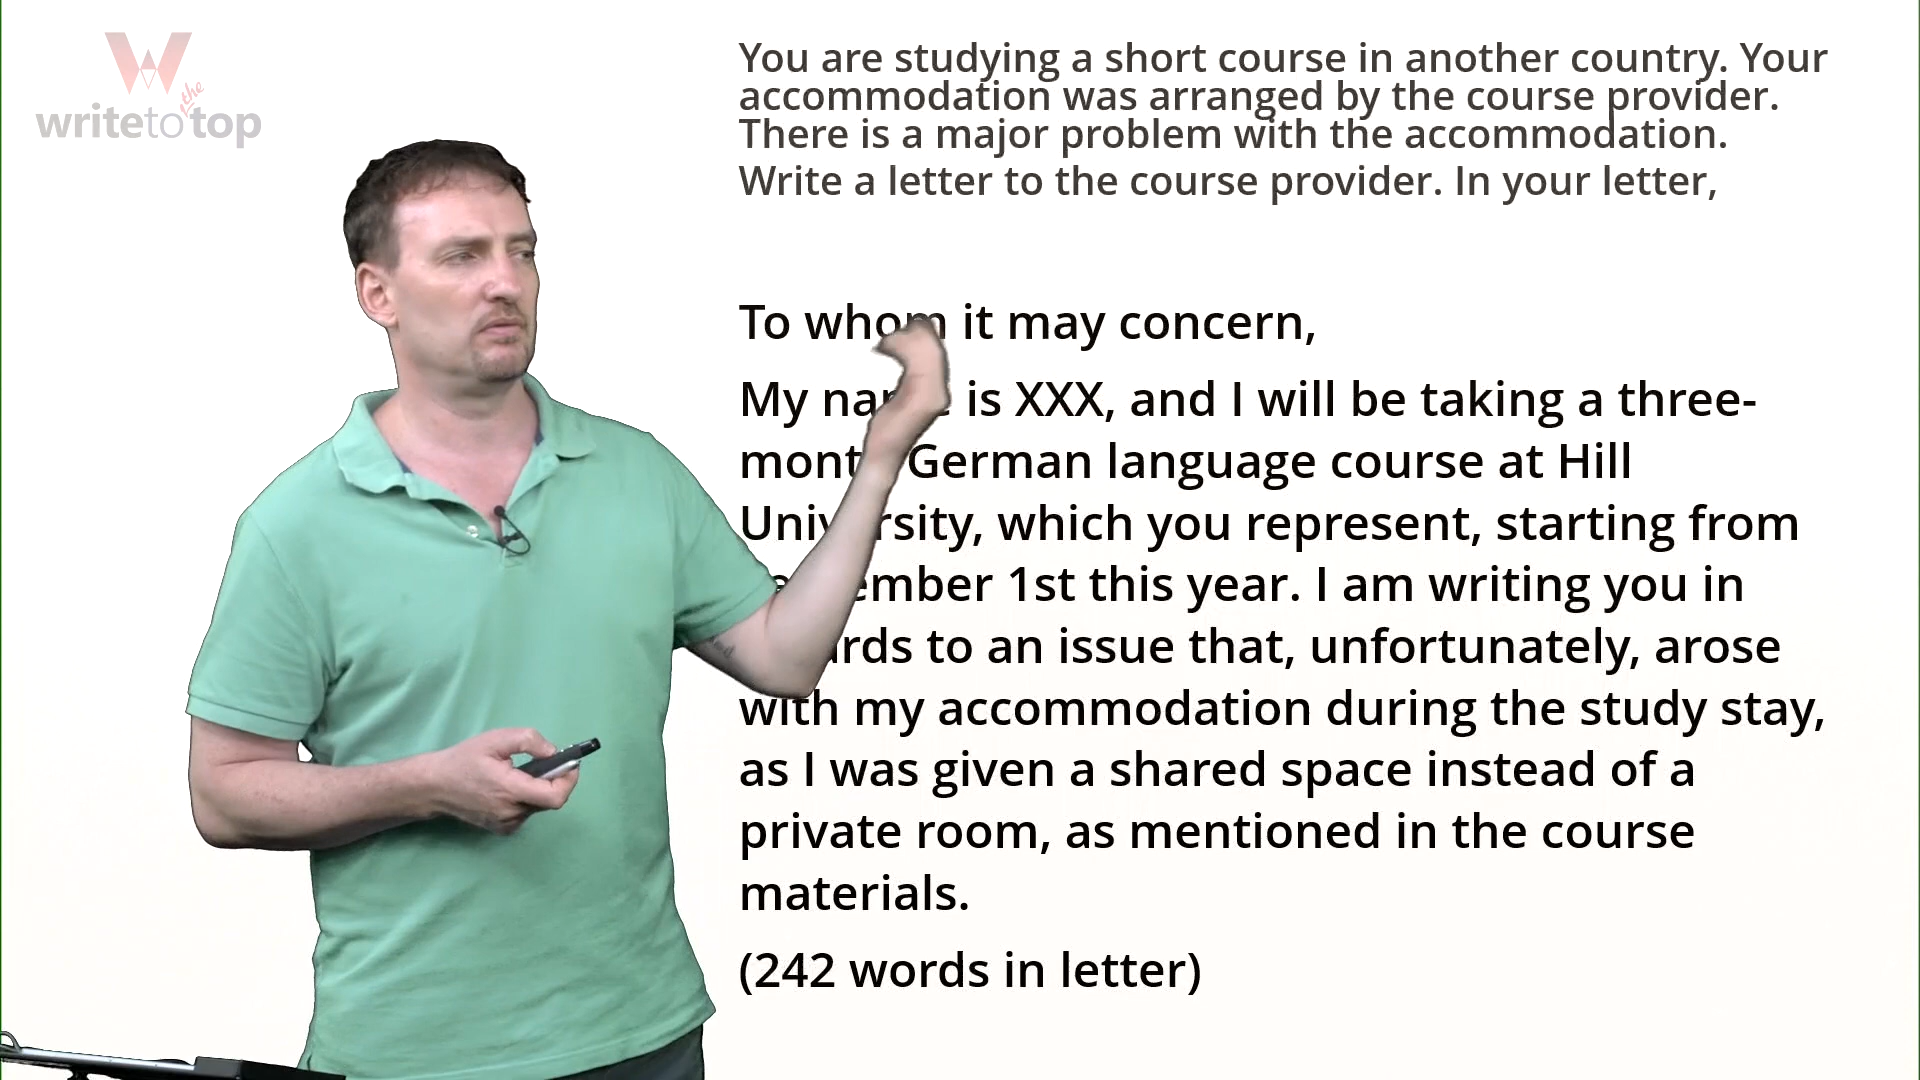 W
the
writetotop
You are studying a short course in another country. Your
accommodation was arranged by the course provider.
There is a major problem with the accommodation.
Write a letter to the course provider. In your letter,
To whom it may concern,
My name is XXX, and I will be taking a three-
month German language course at Hill
University, which you represent, starting from
1st this year. I am writing you in
to an issue that, unfortunately, arose
with my accommodation during the study stay,
as I was given a shared space instead of a
private room, as mentioned in the course
materials.
(242 words in letter)